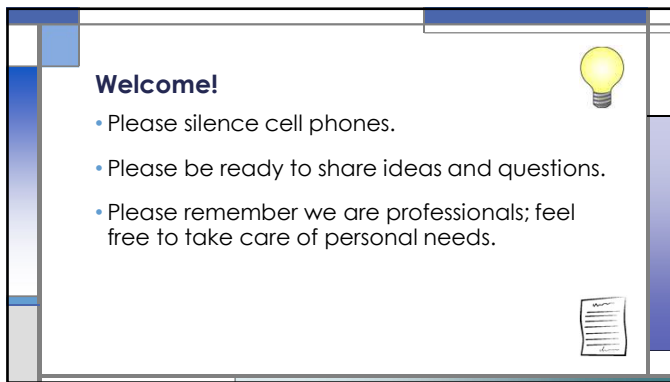 Welcome!
• Please silence cell phones.
• Please be ready to share ideas and questions.
• Please remember we are professionals; feel
free to take care of personal needs.